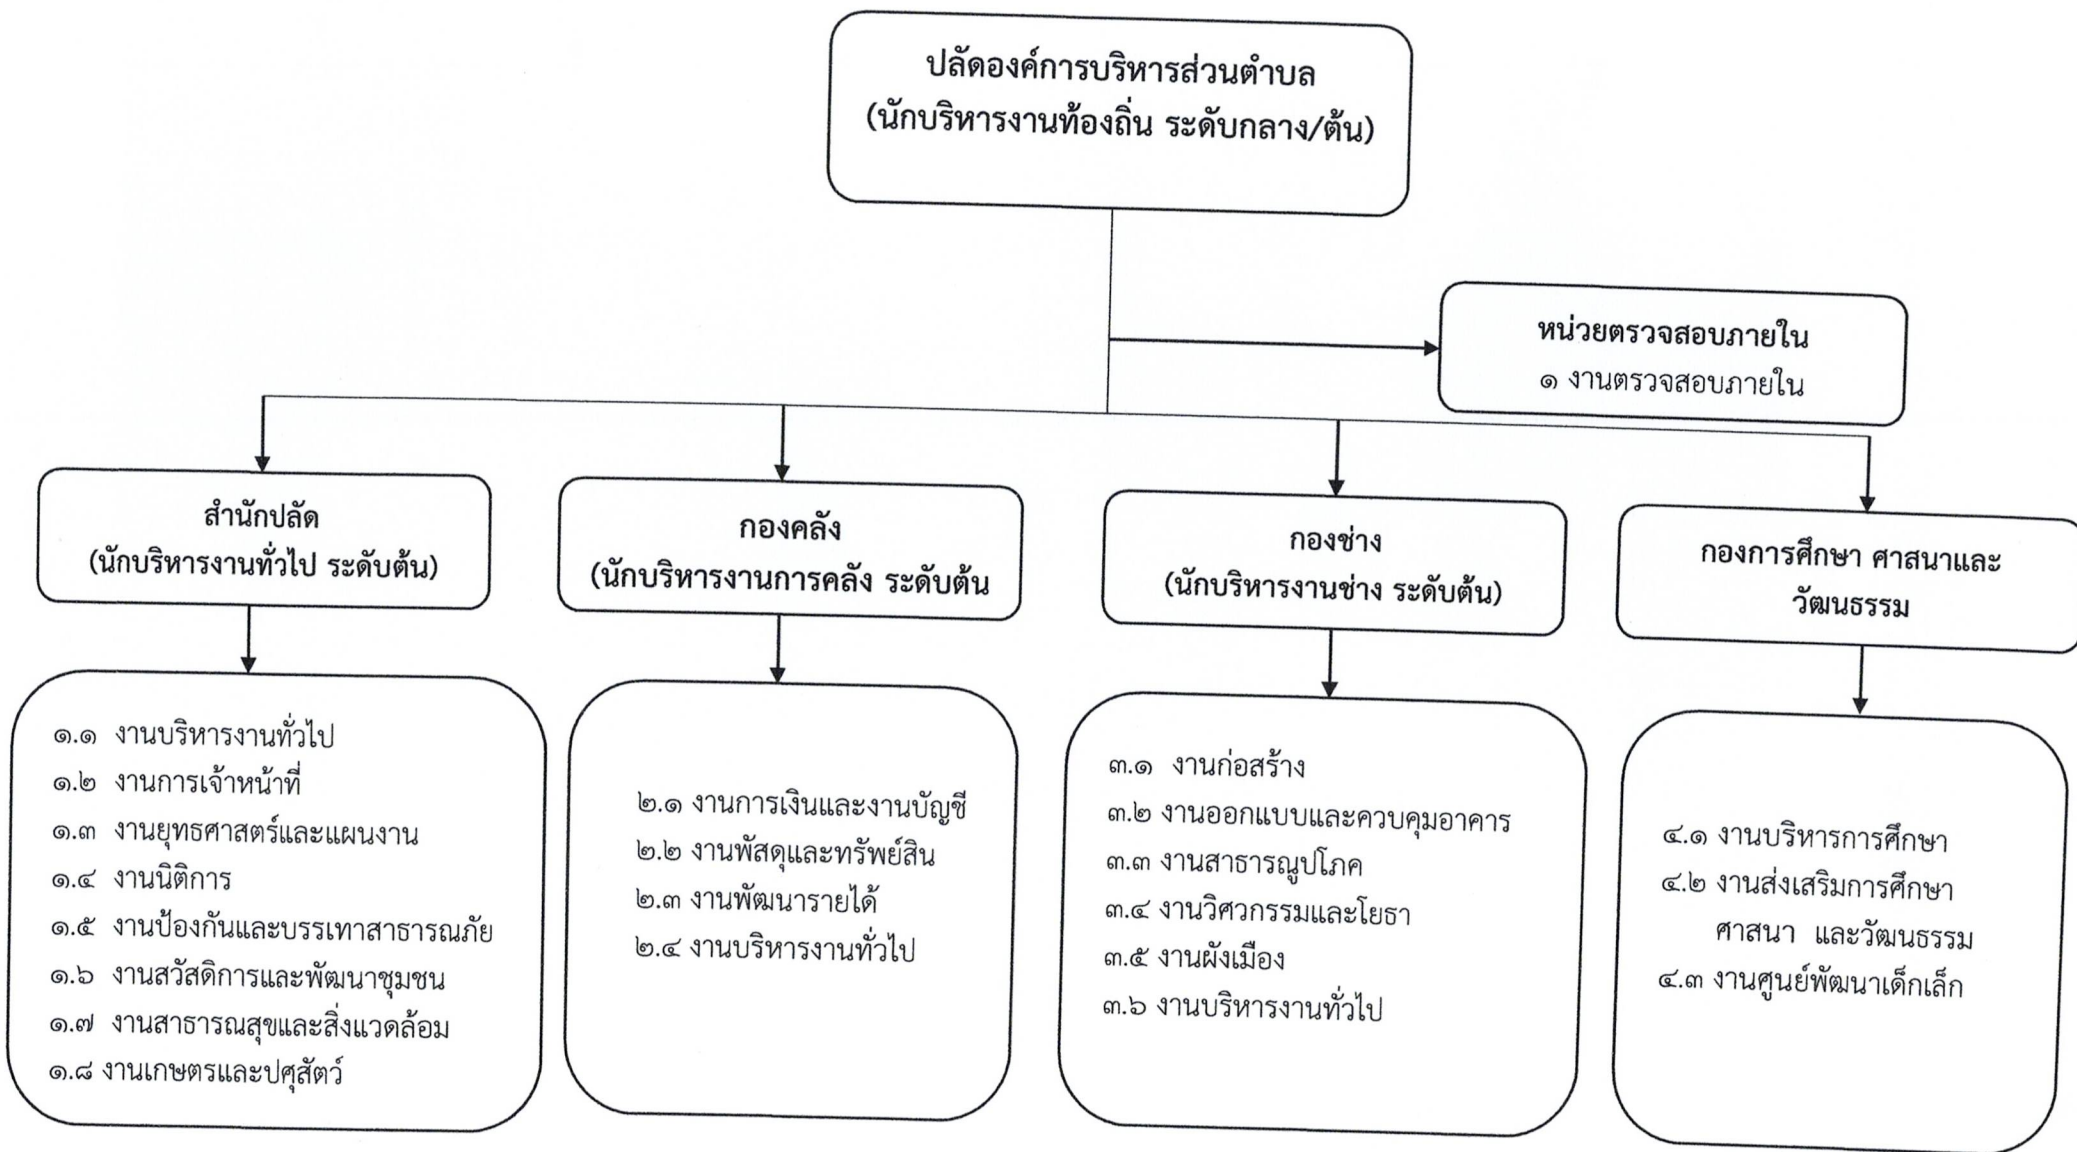 ปลัดองค์การบริหารส่วนตำบล
(นักบริหารงานท้องถิ่น ระดับกลาง/ต้น)
หน่วยตรวจสอบภายใน
๑ งานตรวจสอบภายใน
สำนักปลัด
(นักบริหารงานทั่วไป ระดับต้น)
กองคลัง
(นักบริหารงานการคลัง ระดับต้น
กองช่าง
(นักบริหารงานช่าง ระดับต้น)
กองการศึกษา ศาสนาและ
วัฒนธรรม
๑.๑ งานบริหารงานทั่วไป
๑.๒ งานการเจ้าหน้าที่
๑.๓ งานยุทธศาสตร์และแผนงาน
๑.๔ งานนิติการ
๑.๕ งานป้องกันและบรรเทาสาธารณภัย
๑.๖ งานสวัสดิการและพัฒนาชุมชน
๑.๗ งานสาธารณสุขและสิ่งแวดล้อม
๑.๘ งานเกษตรและปศุสัตว์
๒.๑ งานการเงินและงานบัญชี
๒.๒ งานพัสดุและทรัพย์สิน
๒.๓ งานพัฒนารายได้
๒.๔ งานบริหารงานทั่วไป
๓.๑ งานก่อสร้าง
๓.๒ งานออกแบบและควบคุมอาคาร
๓.๓ งานสาธารณูปโภค
๓.๔ งานวิศวกรรมและโยธา
๓.๕ งานผังเมือง
๓.๖ งานบริหารงานทั่วไป
๔.๑ งานบริหารการศึกษา
๔.๒ งานส่งเสริมการศึกษา
ศาสนา และวัฒนธรรม
๔.๓ งานศูนย์พัฒนาเด็กเล็ก